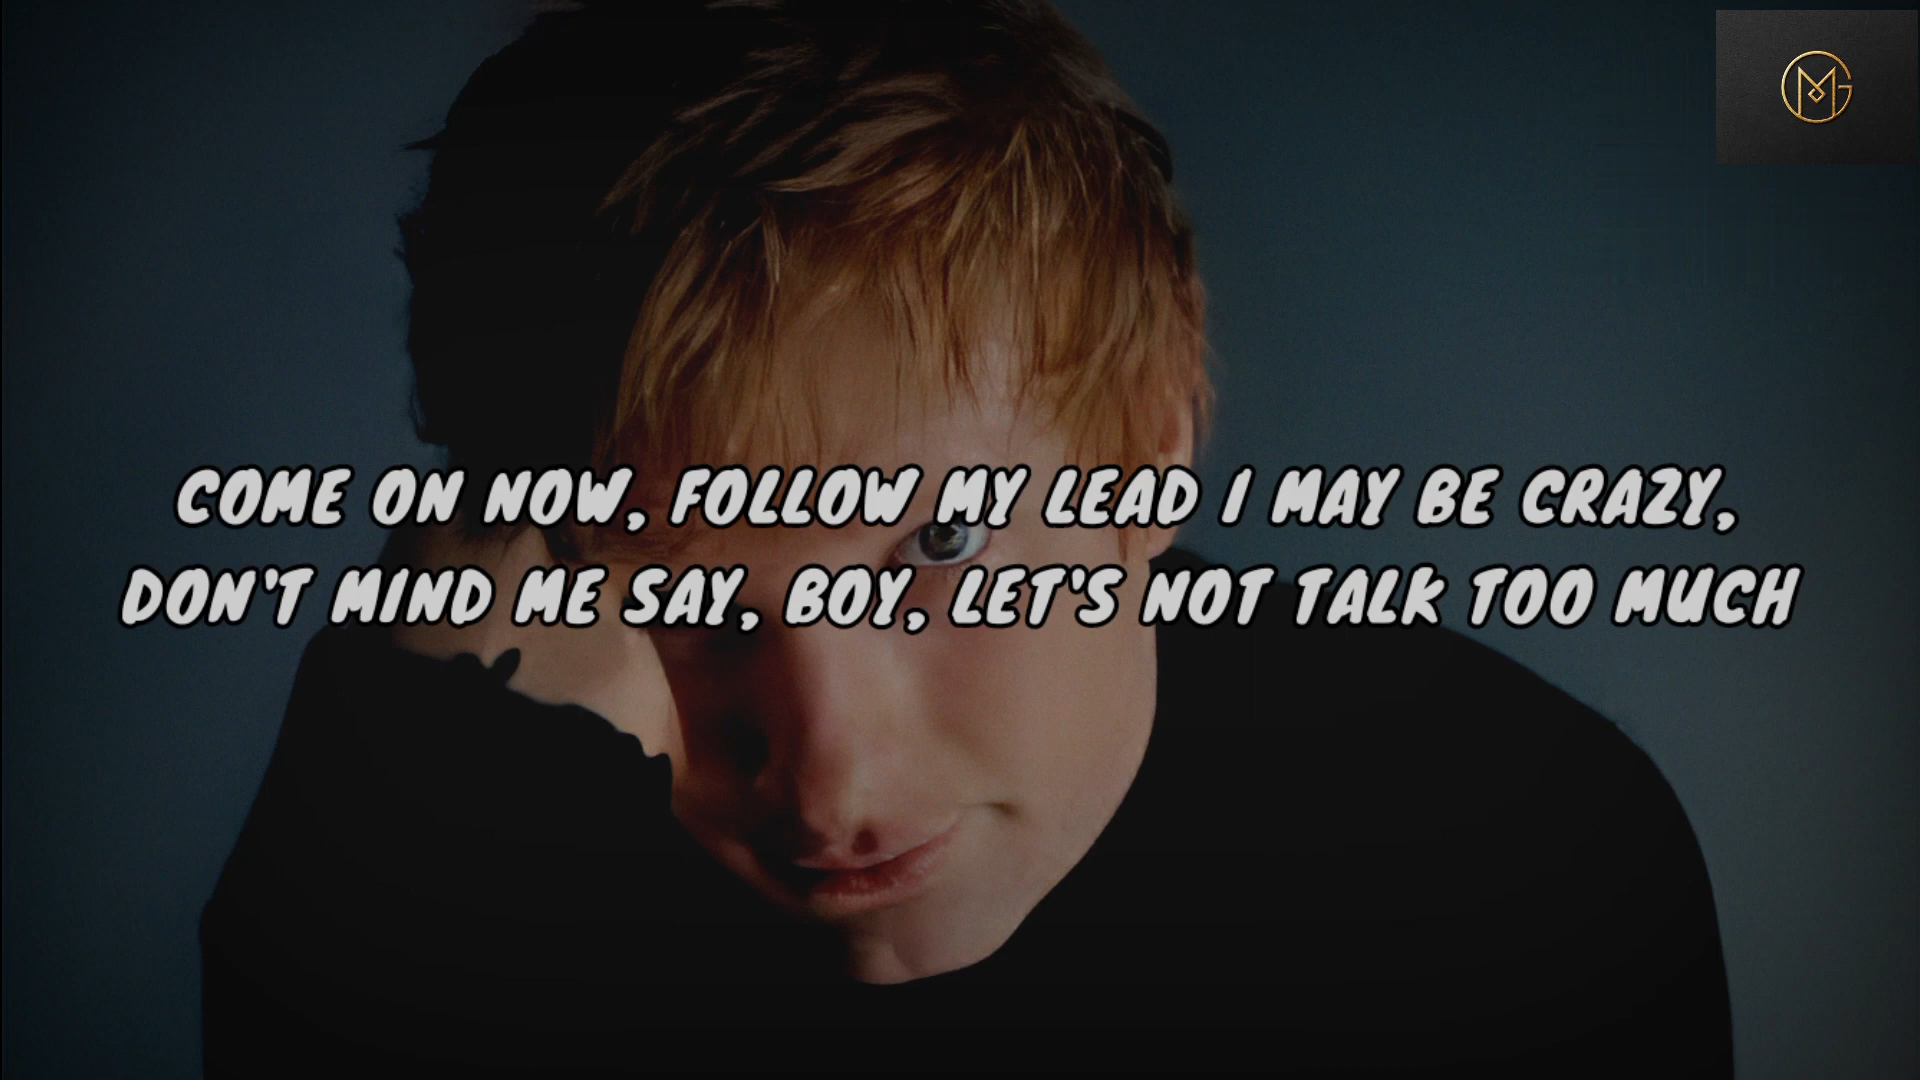 COME ON NOW, FOLLOW MY LEAD I MAY BE CRAZY,
DON'T MIND ME SAY, BOY, LET'S NOT TALK TOO MUCH